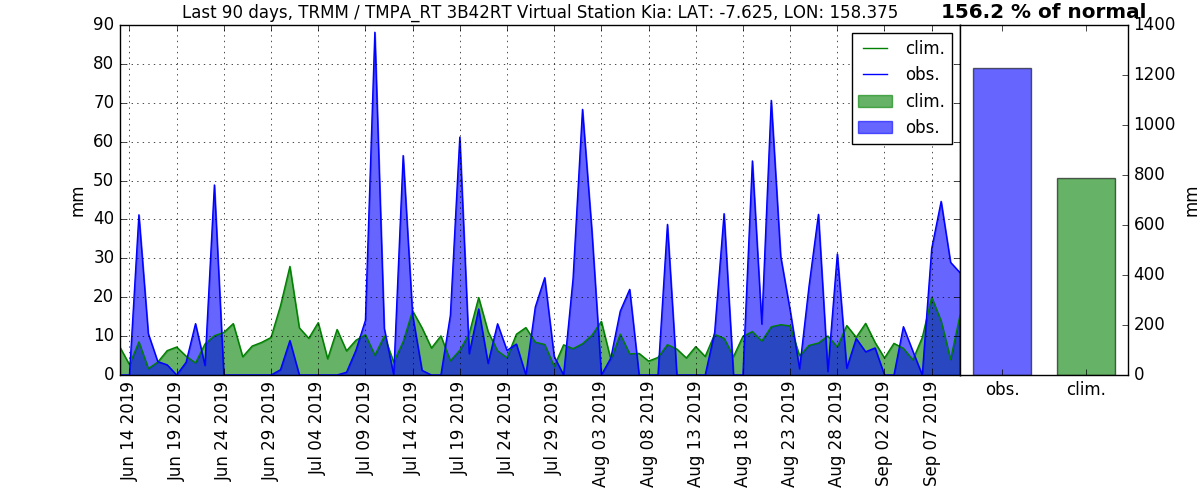 Last 90 days, TRMM / TMPA_RT 3B42RT Virtual Station Kia: LAT: -7.625, LON: 158.375
156.2 % of normal
90
80
70
60
50
40
30
20
10
0
mm
clim.
obs.
clim.
obs.
1400
1200
1000
800
600
400
200
0
mm
Jun 14 2019
Jun 19 2019
Jun 24 2019
Jun 29 2019
Jul 04 2019
Jul 09 2019
Jul 14 2019
Jul 19 2019
Jul 24 2019
Jul 29 2019
Aug 03 2019
Aug 08 2019
Aug 13 2019
Aug 18 2019
Aug 23 2019
Aug 28 2019
Sep 02 2019
Sep 07 2019
obs.
clim.